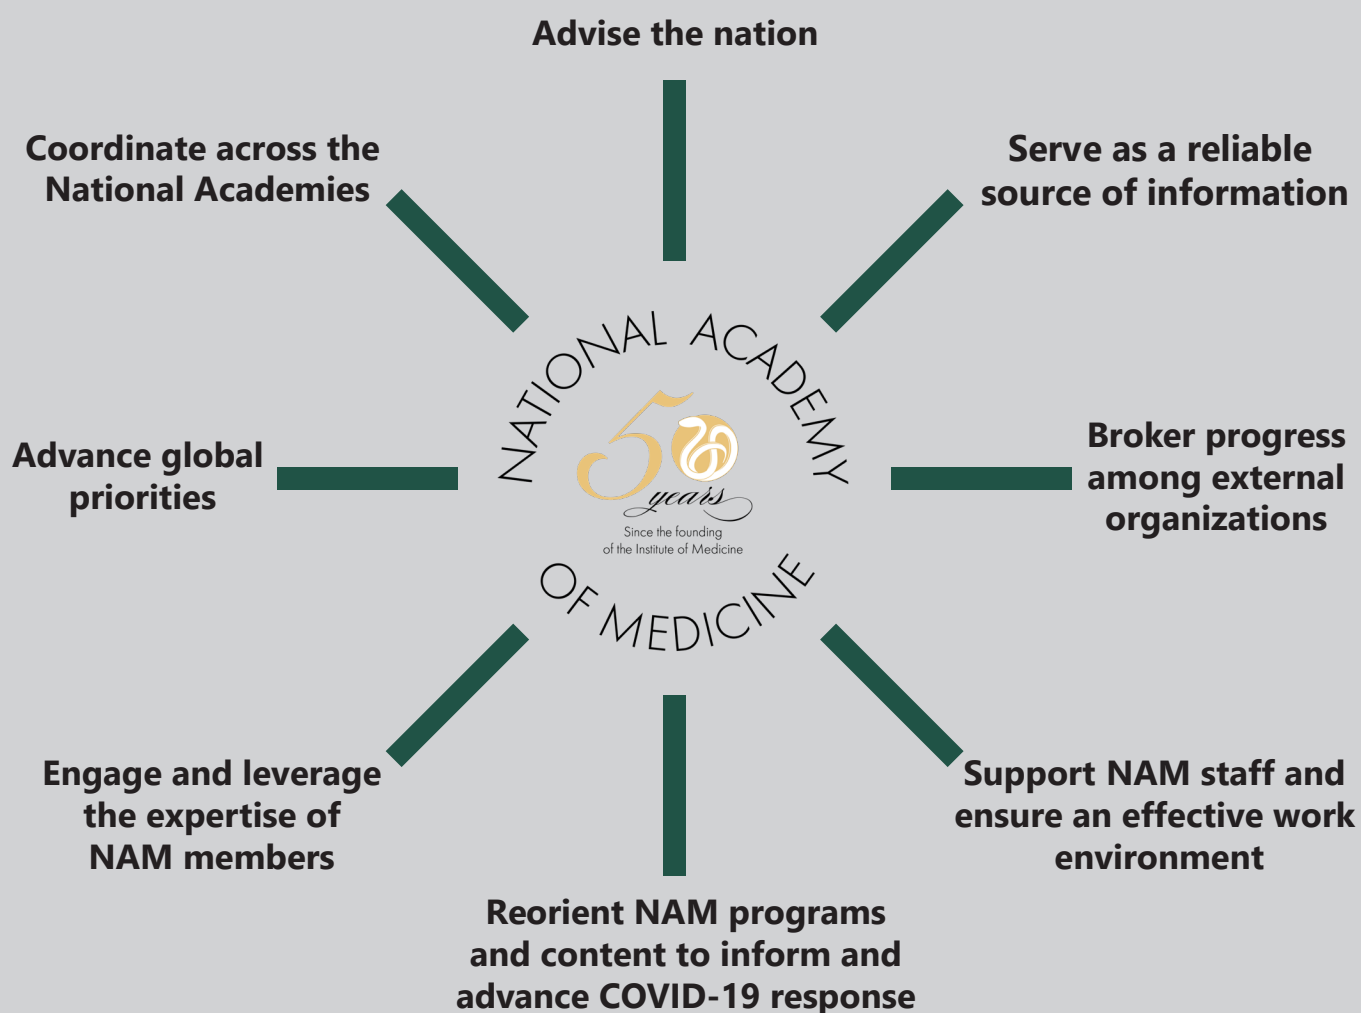 Advise the nation
Coordinate across the
National Academies
Serve as a reliable
source of information
NATIONAL ACADEMY
50
years
Since the founding
of the Institute of Medicine
OF MEDICINE
Advance global
priorities
Broker progress
among external
organizations
Engage and leverage
the expertise of
NAM members
Support NAM staff and
ensure an effective work
environment
Reorient NAM programs
and content to inform and
advance COVID-19 response